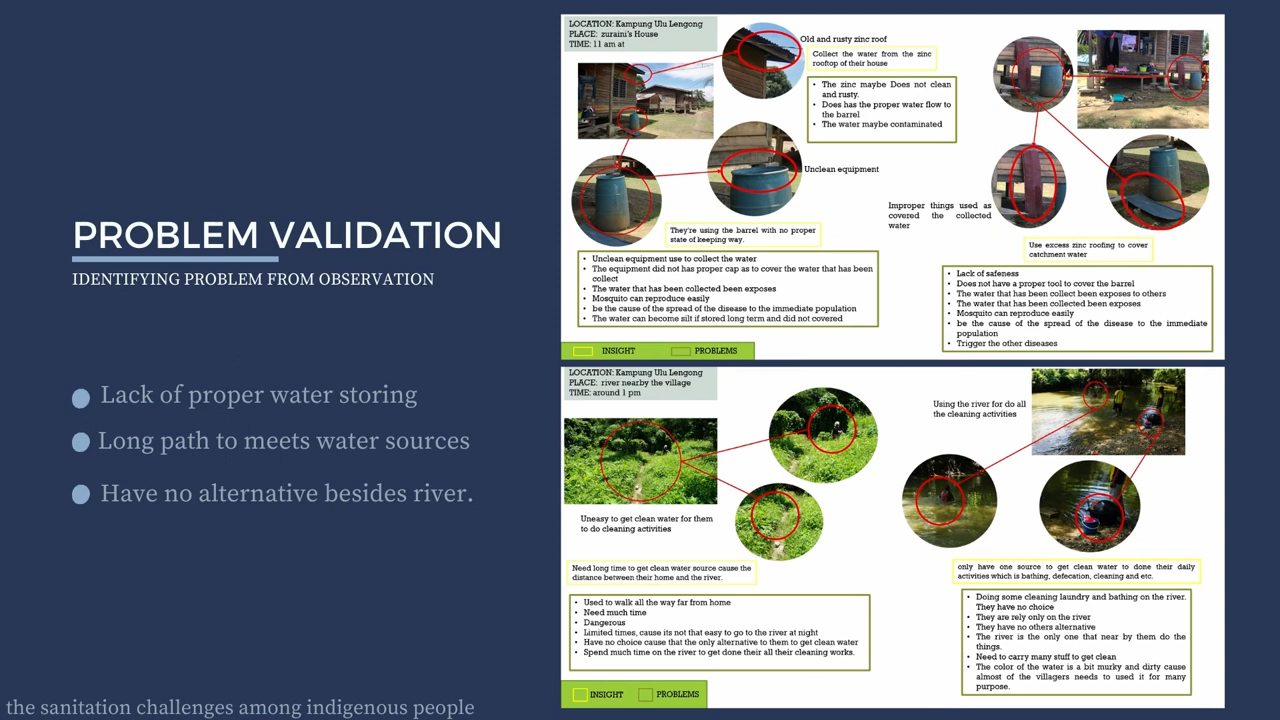 PROBLEM VALIDATION
IDENTIFYING PROBLEM FROM OBSERVATION
Lack of proper water storing
Long path to meets water sources
Have no alternative besides river.
the sanitation challenges among indigenous people
LOCATION: Kampung Ulu Lengong
PLACE: zuraini's House
TIME: 11 am at
Old and rusty zinc roof
Collect the water from the zinc
rooftop of their house
• The zinc maybe Does not clean
and rusty.
• Does has the proper water flow to
the barrel
• The water maybe contaminated
Unclean equipment
They're using the barrel with no proper
state of keeping way.
• Unclean equipment use to collect the water
• The equipment did not has proper cap as to cover the water that has been
collect
• The water that has been collected been exposes
• Mosquito can reproduce easily
• be the cause of the spread of the disease to the immediate population
• The water can become silt if stored long term and did not covered
Improper things used as
covered the collected
water
Use excess zinc roofing to cover
catchment water
• Lack of safeness
• Does not have a proper tool to cover the barrel
• The water that has been collect been exposes to others
• The water that has been collected been exposes
• Mosquito can reproduce easily
• be the cause of the spread of the disease to the immediate
population
• Trigger the other diseases
INSIGHT PROBLEMS
LOCATION: Kampung Ulu Lengong
PLACE: river nearby the village
TIME: around 1 pm
Uneasy to get clean water for them
to do cleaning activities
Need long time to get clean water source cause the
distance between their home and the river.
• Used to walk all the way far from home
• Need much time
• Dangerous
• Limited times, cause its not that easy to go to the river at night
• Have no choice cause that the only alternative to them to get clean water
• Spend much time on the river to get done their all their cleaning works.
Using the river for do all
the cleaning activities
only have one source to get clean water to done their daily
activities which is bathing, defecation, cleaning and etc.
• Doing some cleaning laundry and bathing on the river.
They have no choice
• They are rely only on the river
• They have no others alternative
• The river is the only one that near by them do the
things.
• Need to carry many stuff to get clean
• The color of the water is a bit murky and dirty cause
almost of the villagers needs to used it for many
purpose.
INSIGHT PROBLEMS